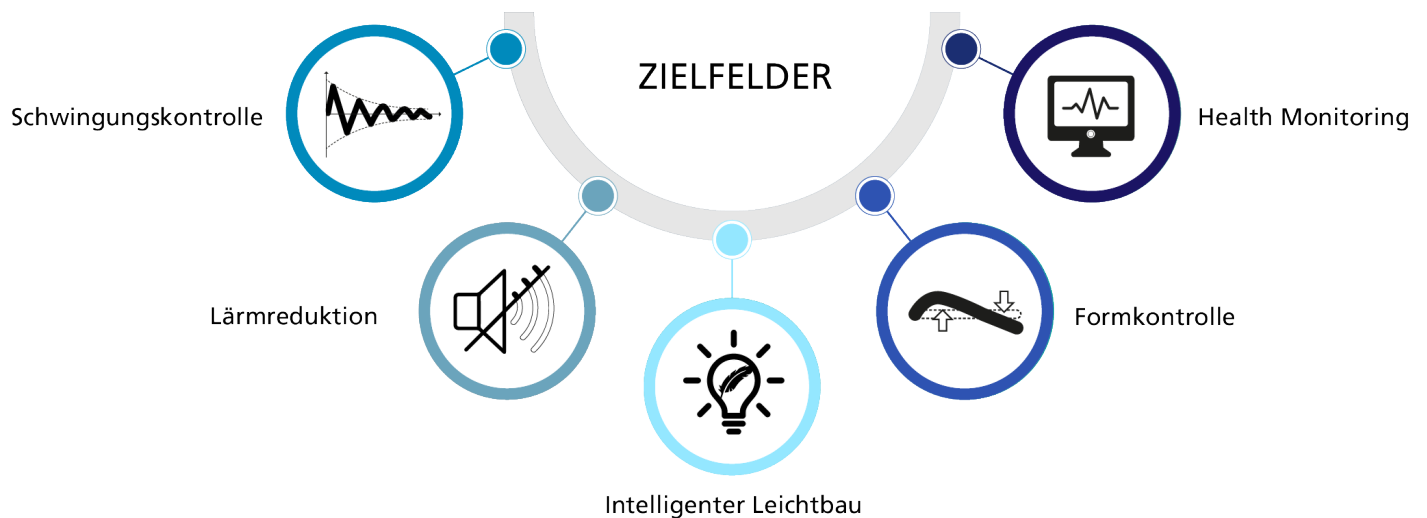 ZIELFELDER
Schwingungskontrolle
Health Monitoring
Lärmreduktion
Formkontrolle
Intelligenter Leichtbau